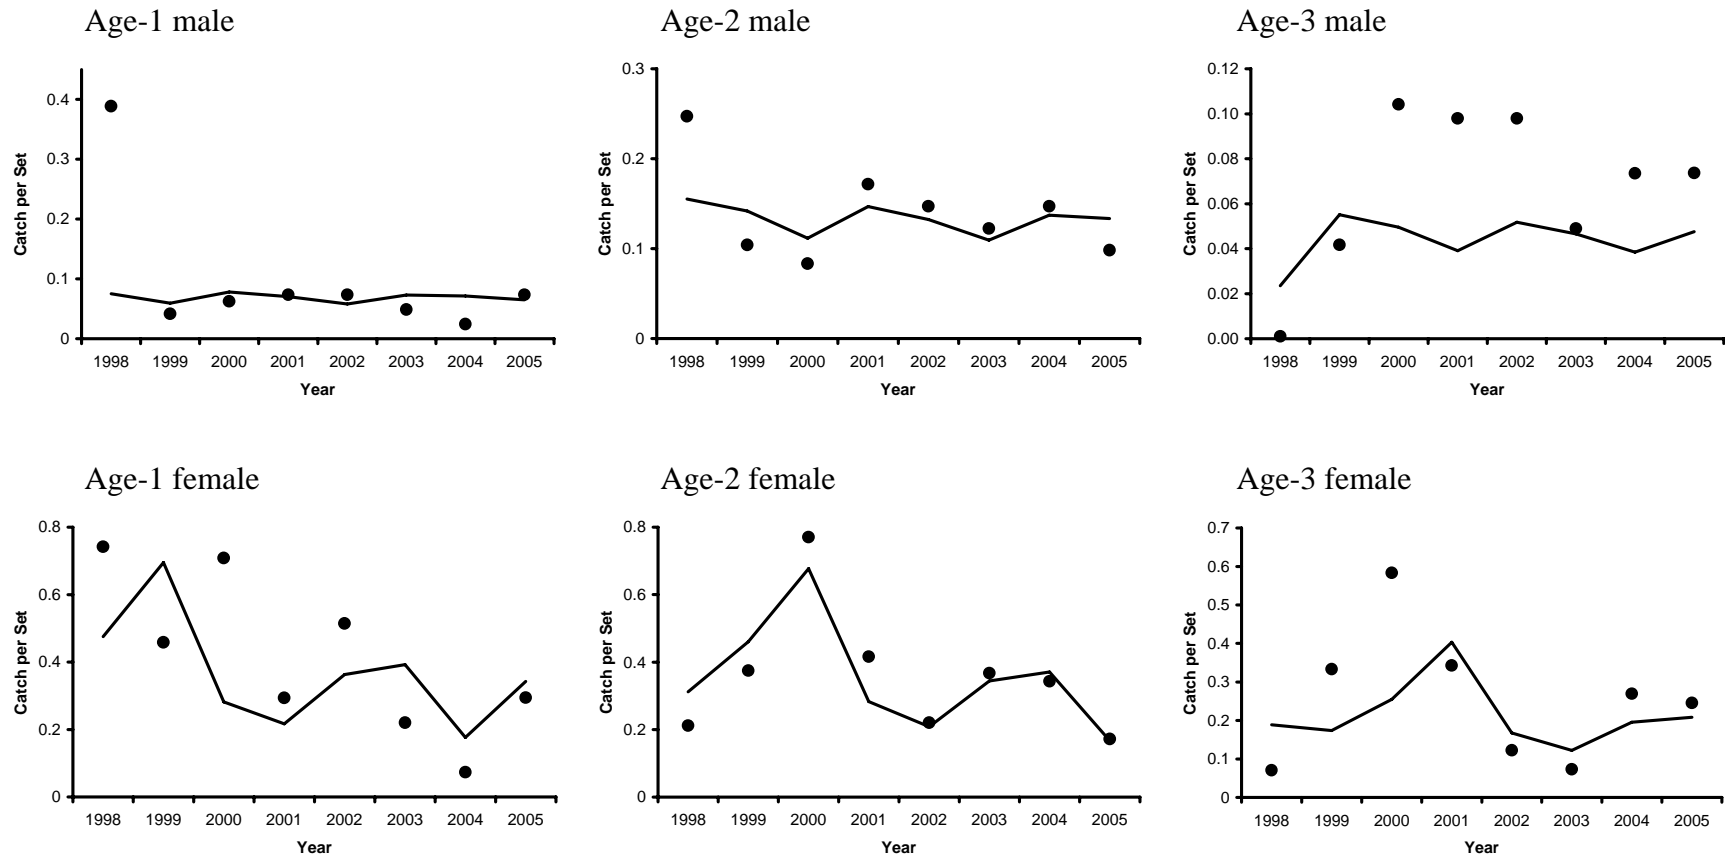 Age-1 male
Age-2 male
Age-3 male
0.4
0.3
0.2
0.1
0
Catch per Set
1998 1999 2000 2001 2002 2003 2004 2005
Year
0.3
0.2
0.1
0
Catch per Set
1998 1999 2000 2001 2002 2003 2004 2005
Year
0.12
0.10
0.08
0.06
0.04
0.02
0.00
Catch per Set
1998 1999 2000 2001 2002 2003 2004 2005
Year
Age-1 female
Age-2 female
Age-3 female
0.8
0.6
0.4
0.2
0
Catch per Set
1998 1999 2000 2001 2002 2003 2004 2005
Year
0.8
0.6
0.4
0.2
0
Catch per Set
1998 1999 2000 2001 2002 2003 2004 2005
Year
0.7
0.6
0.5
0.4
0.3
0.2
0.1
0
Catch per Set
1998 1999 2000 2001 2002 2003 2004 2005
Year